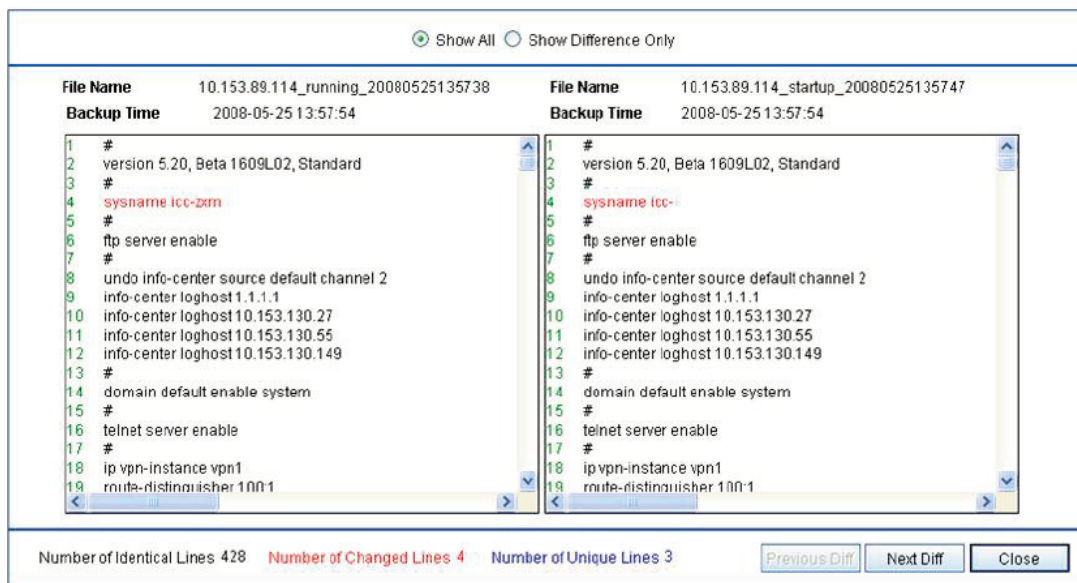 Show All Show Difference Only
File Name 10.153.89.114_running_20080525135738
Backup Time 2008-05-25 13:57:54
1 #
2 version 5.20, Beta 1609L02, Standard
3 #
4 sysname icc-zxm
5 #
6 ftp server enable
7 #
8 undo info-center source default channel 2
9 info-center loghost 1.1.1.1
10 info-center loghost 10.153.130.27
11 info-center loghost 10.153.130.55
12 info-center loghost 10.153.130.149
13 #
14 domain default enable system
15 #
16 telnet server enable
17 #
18 ip vpn-instance vpn1
19 route-distinguisher 100:1
File Name 10.153.89.114_startup_20080525135747
Backup Time 2008-05-25 13:57:54
1 #
2 version 5.20, Beta 1609L02, Standard
3 #
4 sysname icc-
5 #
6 ftp server enable
7 #
8 undo info-center source default channel 2
9 info-center loghost 1.1.1.1
10 info-center loghost 10.153.130.27
11 info-center loghost 10.153.130.55
12 info-center loghost 10.153.130.149
13 #
14 domain default enable system
15 #
16 telnet server enable
17 #
18 ip vpn-instance vpn1
19 route-distinguisher 100:1
Number of Identical Lines 428 Number of Changed Lines 4 Number of Unique Lines 3 Previous Diff Next Diff Close